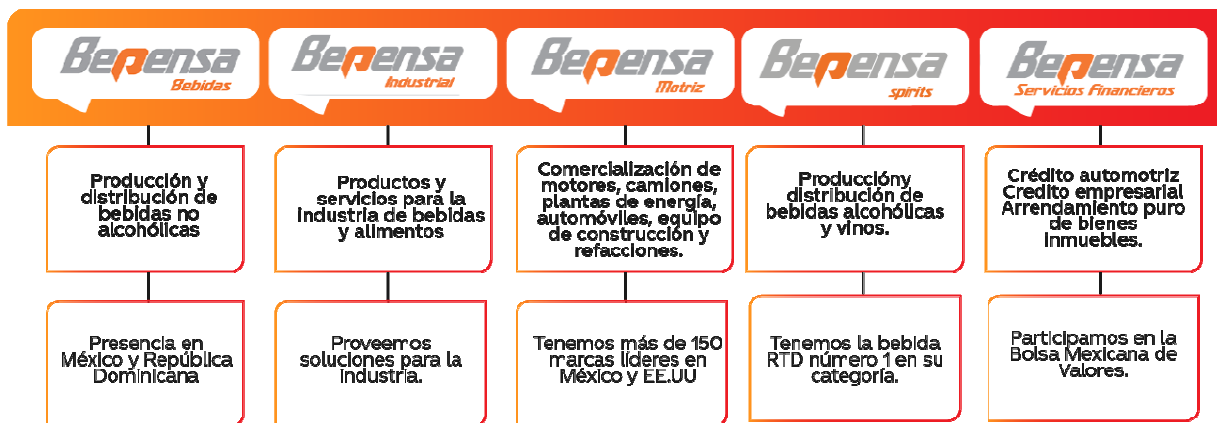 Bepensa
Bebidas
Bepensa
Industrial
Bepensa
Motriz
Bepensa
spirits
Bepensa
Servicios Financieros
Producción y
distribución de
bebidas no
alcohólicas
Productos y
servicios para la
industria de bebidas
y alimentos
Comercialización de
motores, camiones,
plantas de energía,
automóviles, equipo
de construcción y
refacciones.
Produccióny
distribución de
bebidas alcohólicas
y vinos.
Crédito automotriz
Credito empresarial
Arrendamiento puro
de bienes
inmuebles.
Presencia en
México y República
Dominicana
Proveemos
soluciones para la
industria.
Tenemos más de 150
marcas líderes en
México y EE.UU
Tenemos la bebida
RTD número 1 en su
categoría.
Participamos en la
Bolsa Mexicana de
Valores.